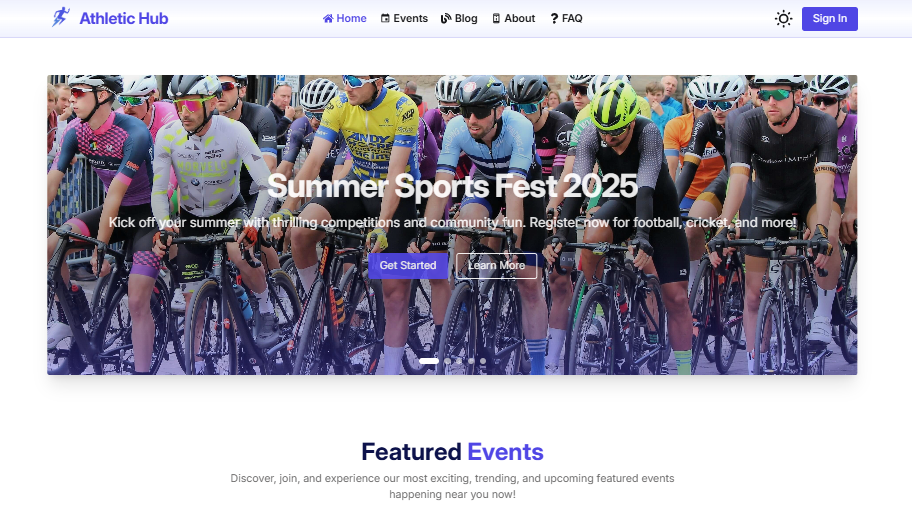 Athletic Hub
Home
Events
Blog
About
FAQ
Sign In
Summer Sports Fest 2025
Kick off your summer with thrilling competitions and community fun. Register now for football, cricket, and more!
Get Started
Learn More
Featured Events
Discover, join, and experience our most exciting, trending, and upcoming featured events
happening near you now!